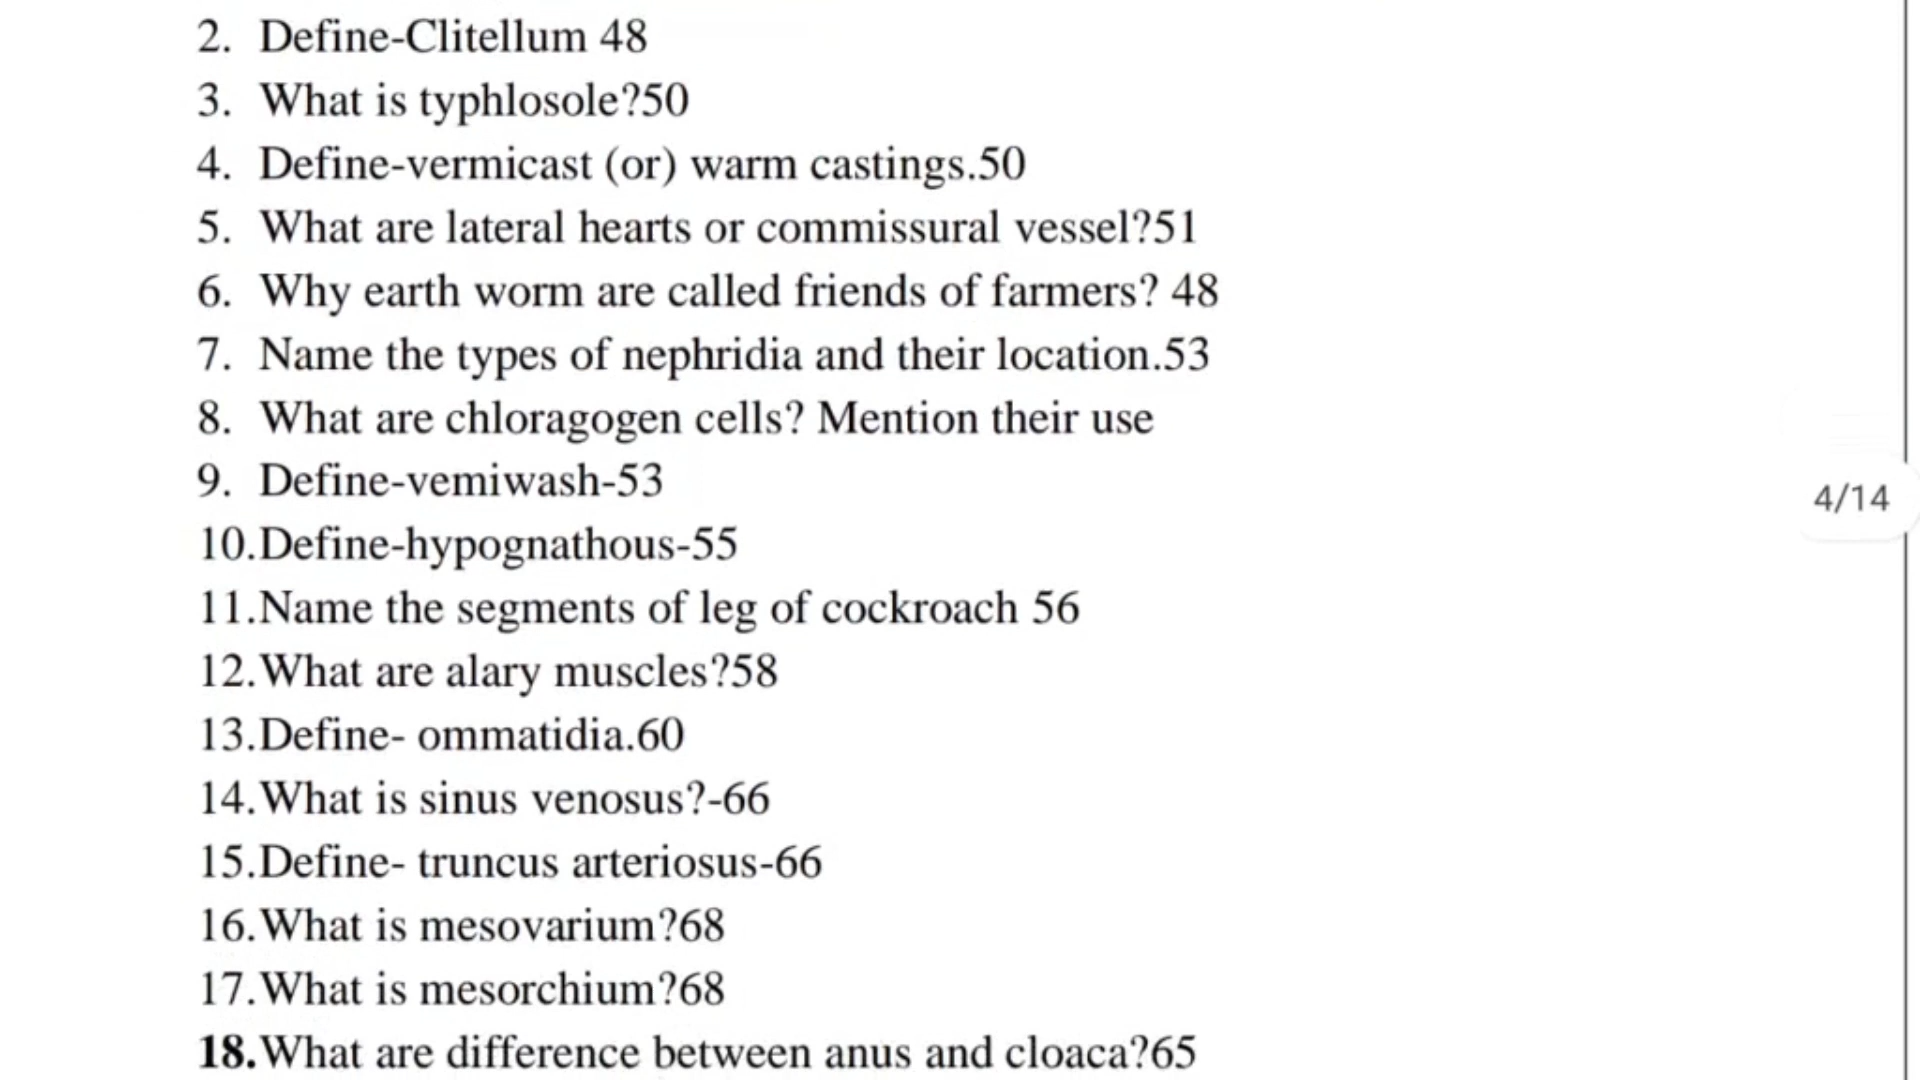 2. Define-Clitellum 48
3. What is typhlosole?50
4. Define-vermicast (or) warm castings.50
5. What are lateral hearts or commissural vessel?51
6. Why earth worm are called friends of farmers? 48
7. Name the types of nephridia and their location.53
8. What are chloragogen cells? Mention their use
9. Define-vemiwash-53
4/14
10.Define-hypognathous-55
11.Name the segments of leg of cockroach 56
12.What are alary muscles?58
13.Define- ommatidia.60
14.What is sinus venosus?-66
15.Define- truncus arteriosus-66
16.What is mesovarium?68
17.What is mesorchium?68
18.What are difference between anus and cloaca?65